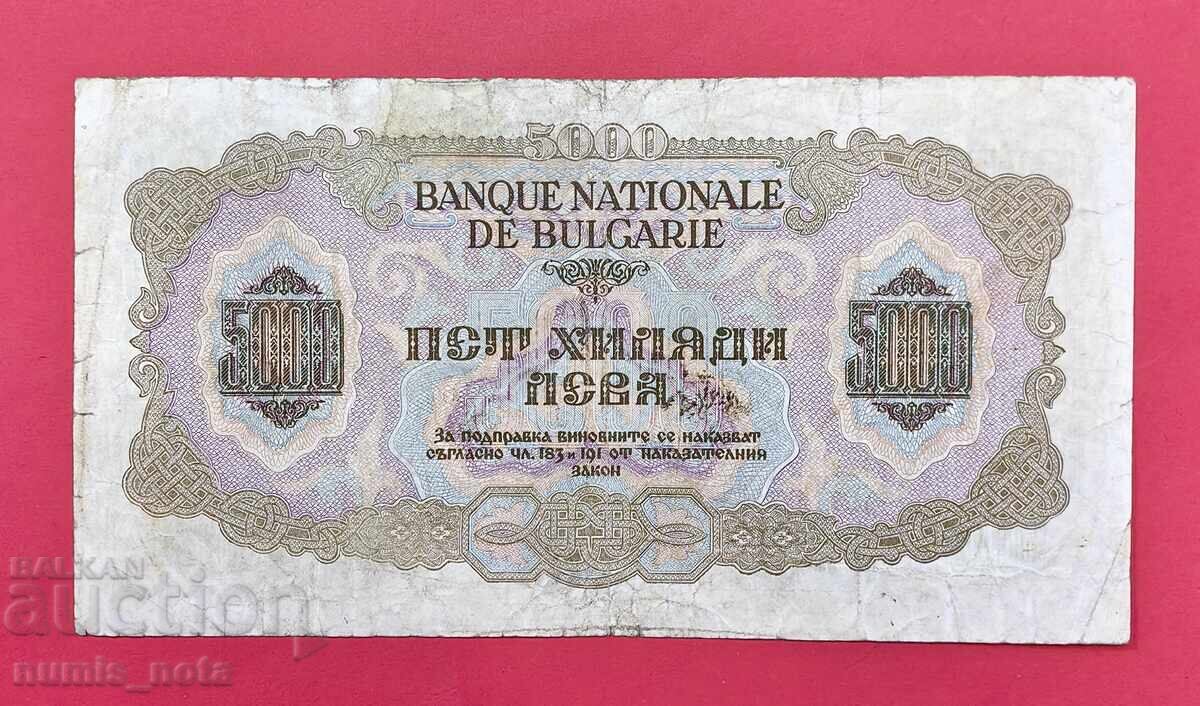 5000
BANQUE NATIONALE
DE BULGARIE
5000
5000
5000
ПЕТ ХИЛЯДИ
ЛЕВА
За подправка виновните се наказват
съгласно чл. 183 и 191 от наказателния
закон
BALKAN
auction
numis_nota